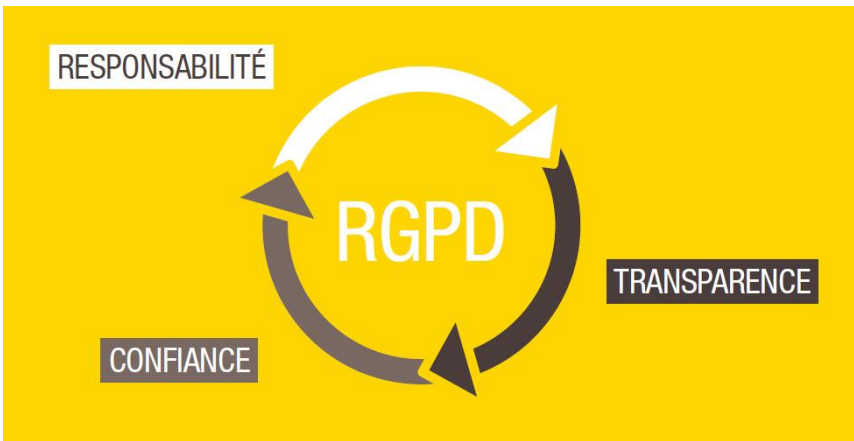 RESPONSABILITÉ
RGPD
TRANSPARENCE
CONFIANCE